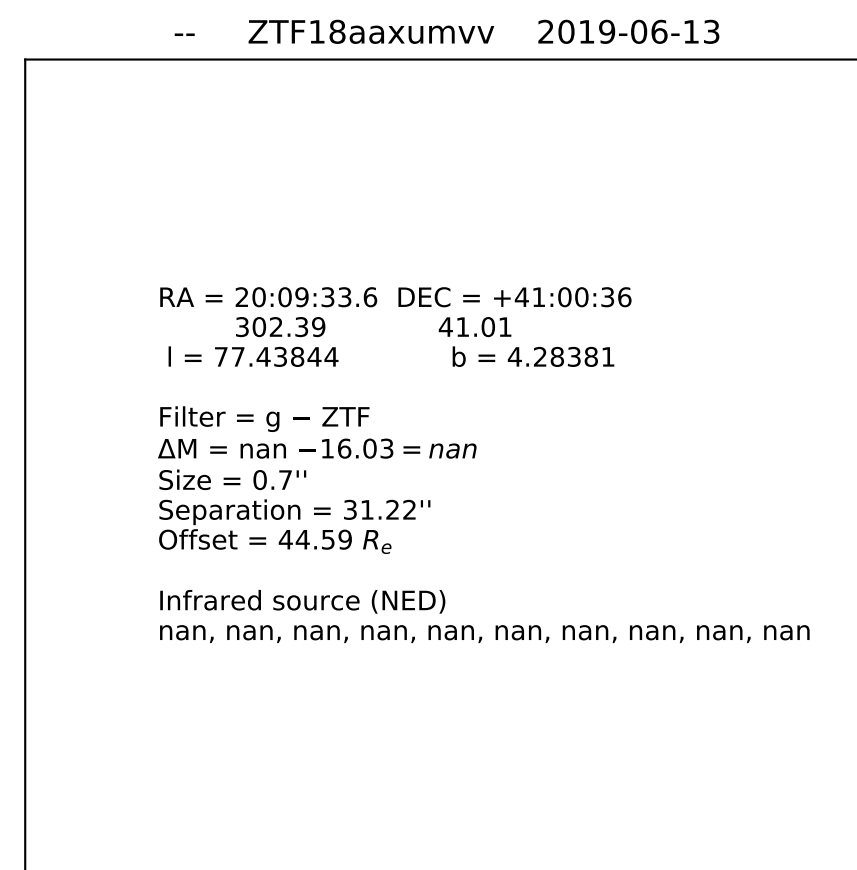 -- ZTF18aaxumvv 2019-06-13
RA = 20:09:33.6 DEC = +41:00:36
302.39 41.01
l = 77.43844 b = 4.28381
Filter = g − ZTF
ΔM = nan −16.03 = nan
Size = 0.7''
Separation = 31.22''
Offset = 44.59 Re
Infrared source (NED)
nan, nan, nan, nan, nan, nan, nan, nan, nan, nan